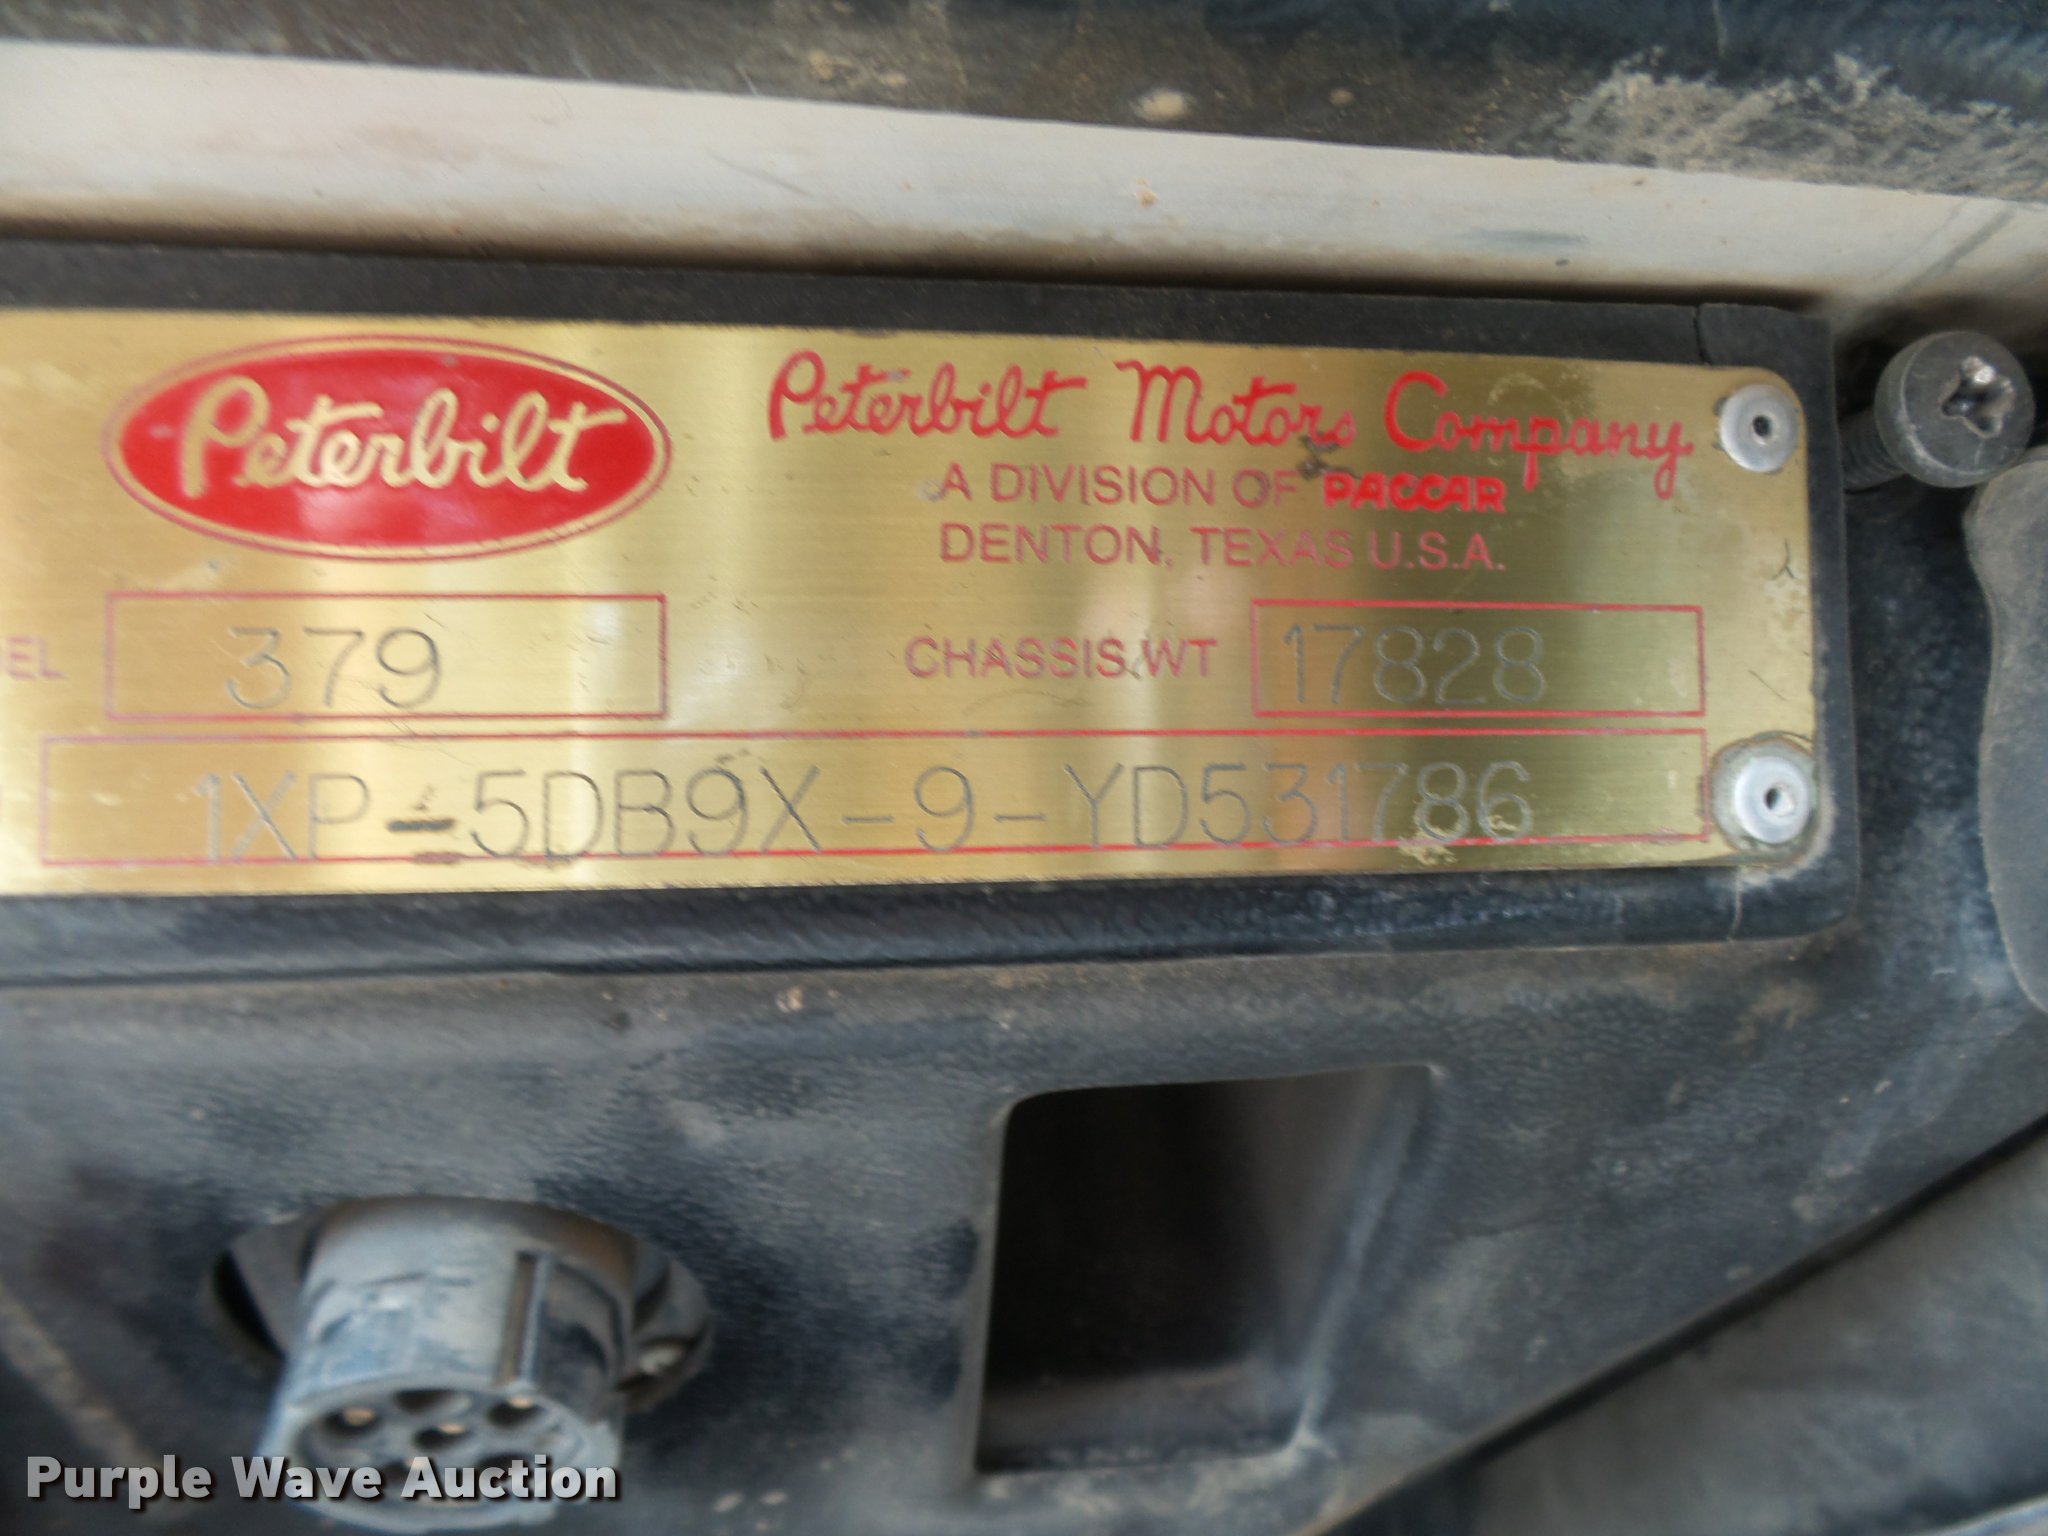 Peterbilt
Peterbilt Motors Company
A DIVISION OF PACCAR
DENTON, TEXAS U.S.A.
EL 379 CHASSIS WT 17828
1XP-5DB9X-9-YD531786
Purple Wave Auction